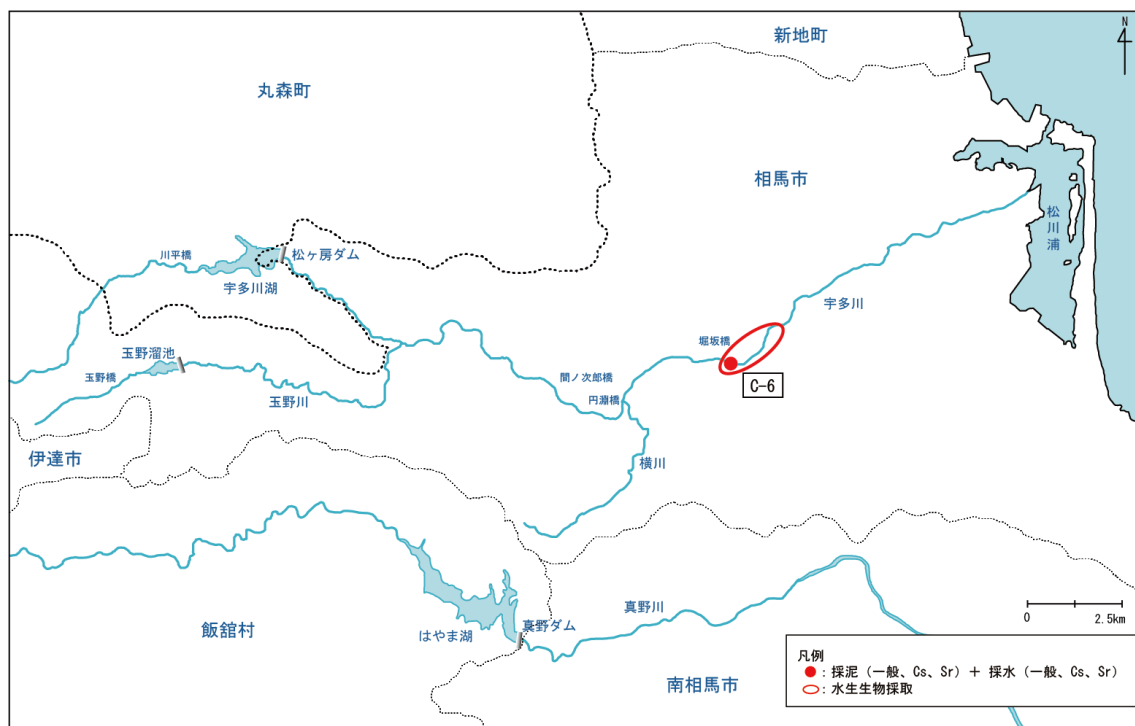 新地町
N
丸森町
相馬市
松川浦
川平橋
松ヶ房ダム
宇多川湖
宇多川
堀坂橋
玉野溜池
玉野橋
間ノ次郎橋
C-6
玉野川
円淵橋
伊達市
横川
真野川
はやま湖
真野ダム
飯舘村
南相馬市
0
2.5km
凡例
：採泥（一般、Cs、Sr）＋ 採水（一般、Cs、Sr）
：水生生物採取